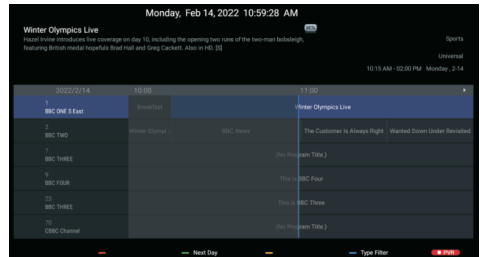 Monday, Feb 14, 2022 10:59:28 AM
Winter Olympics Live
Hazel Irvine introduces live coverage on day 10, including the opening two runs of the two-man bobsleigh,
featuring British medal hopefuls Brad Hall and Greg Cackett. Also in HD. [S]
Sports
Universal
10:15 AM - 02:00 PM Monday, 2-14
2022/2/14 10:00 11:00
1
BBC ONE S East Breakfast Winter Olympics Live
2
BBC TWO Winter Olympi... BBC News The Customer Is Always Right Wanted Down Under Revisited
7
BBC THREE (No Program Title.)
9
BBC FOUR This is BBC Four
23
BBC THREE This is BBC Three
70
CBBC Channel (No Program Title.)
Next Day Type Filter PVR